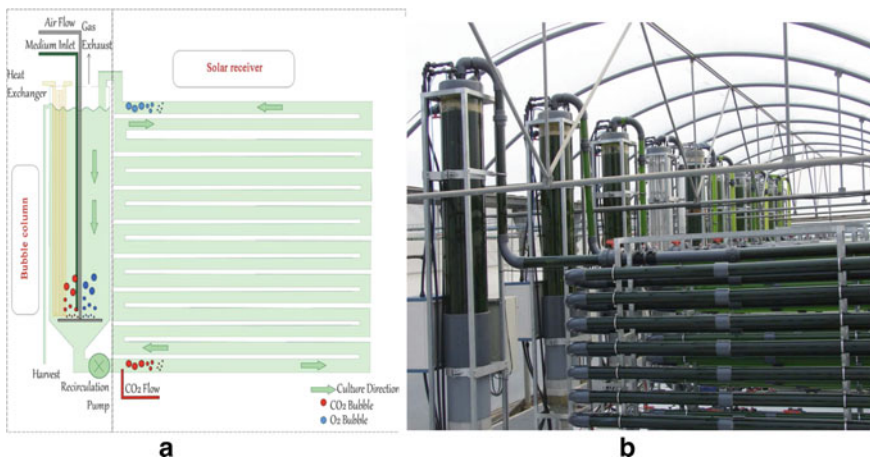 Air Flow
Gas
Medium Inlet
Exhaust
Heat
Exchanger
Solar receiver
Bubble column
Harvest
Recirculation
Pump
CO2 Flow
Culture Direction
CO2 Bubble
O2 Bubble
a
b